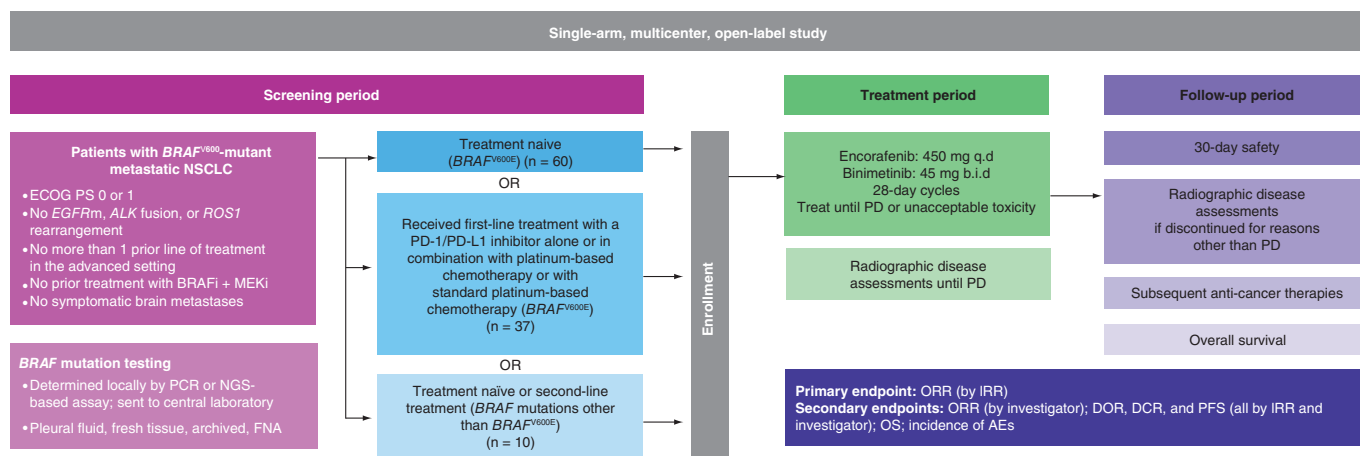 Single-arm, multicenter, open-label study
Screening period
Patients with BRAFV600-mutant
metastatic NSCLC
•ECOG PS 0 or 1
•No EGFRm, ALK fusion, or ROS1
rearrangement
•No more than 1 prior line of treatment
in the advanced setting
•No prior treatment with BRAFi + MEKi
•No symptomatic brain metastases
BRAF mutation testing
•Determined locally by PCR or NGS-
based assay; sent to central laboratory
•Pleural fluid, fresh tissue, archived, FNA
Treatment naive
(BRAFV600E) (n = 60)
OR
Received first-line treatment with a
PD-1/PD-L1 inhibitor alone or in
combination with platinum-based
chemotherapy or with
standard platinum-based
chemotherapy (BRAFV600E)
(n = 37)
OR
Treatment naïve or second-line
treatment (BRAF mutations other
than BRAFV600E)
(n = 10)
Enrollment
Treatment period
Encorafenib: 450 mg q.d
Binimetinib: 45 mg b.i.d
28-day cycles
Treat until PD or unacceptable toxicity
Radiographic disease
assessments until PD
Follow-up period
30-day safety
Radiographic disease
assessments
if discontinued for reasons
other than PD
Subsequent anti-cancer therapies
Overall survival
Primary endpoint: ORR (by IRR)
Secondary endpoints: ORR (by investigator); DOR, DCR, and PFS (all by IRR and
investigator); OS; incidence of AEs